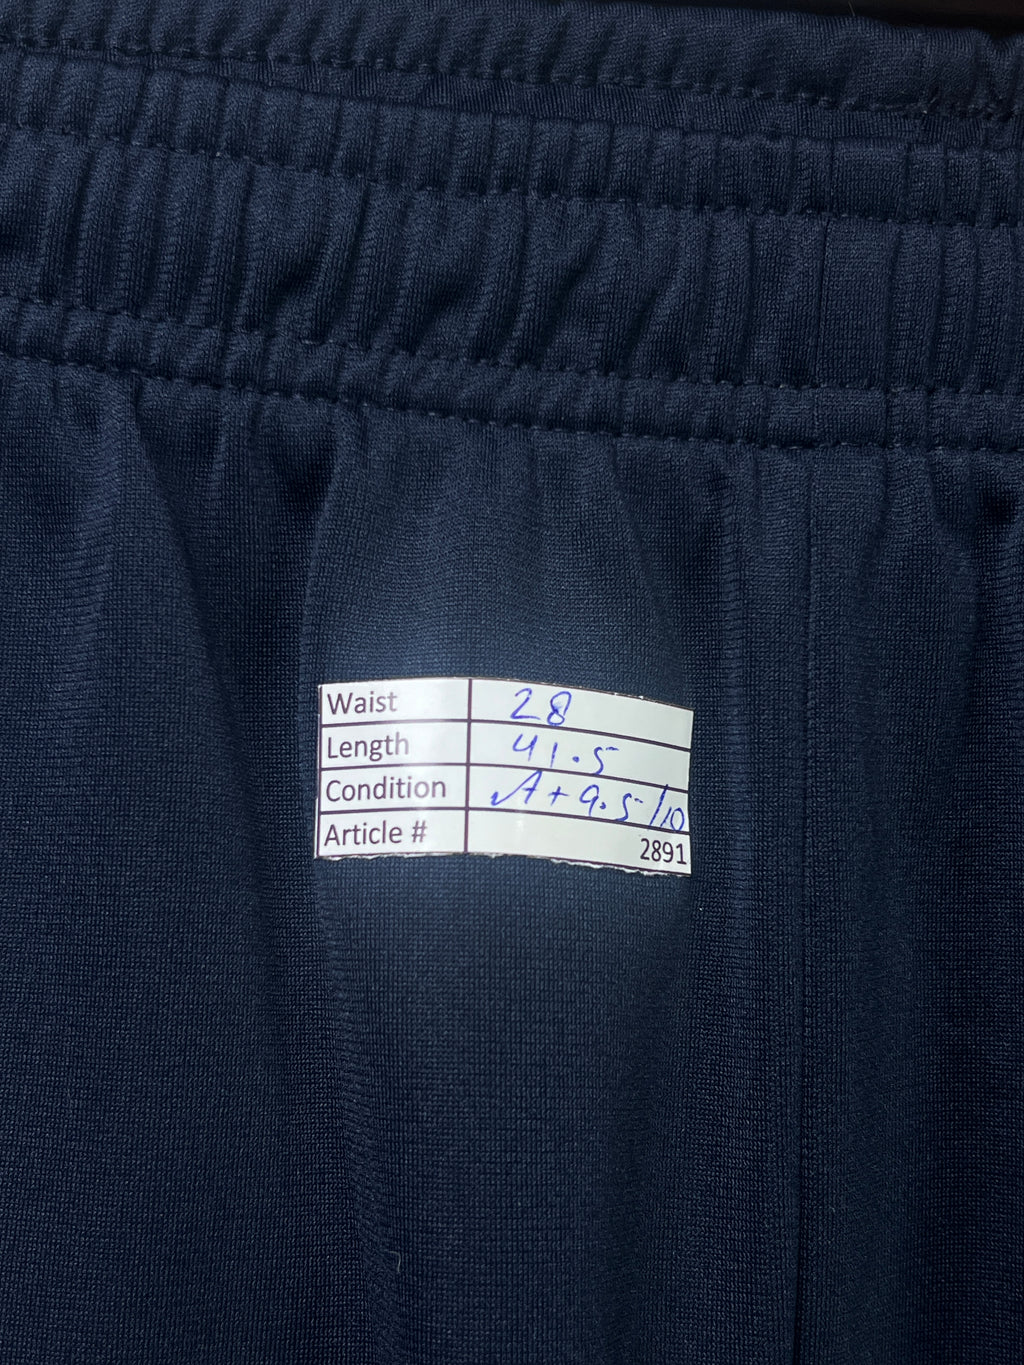 Waist 28
Length 41.5
Condition A+ 9.5/10
Article # 2891